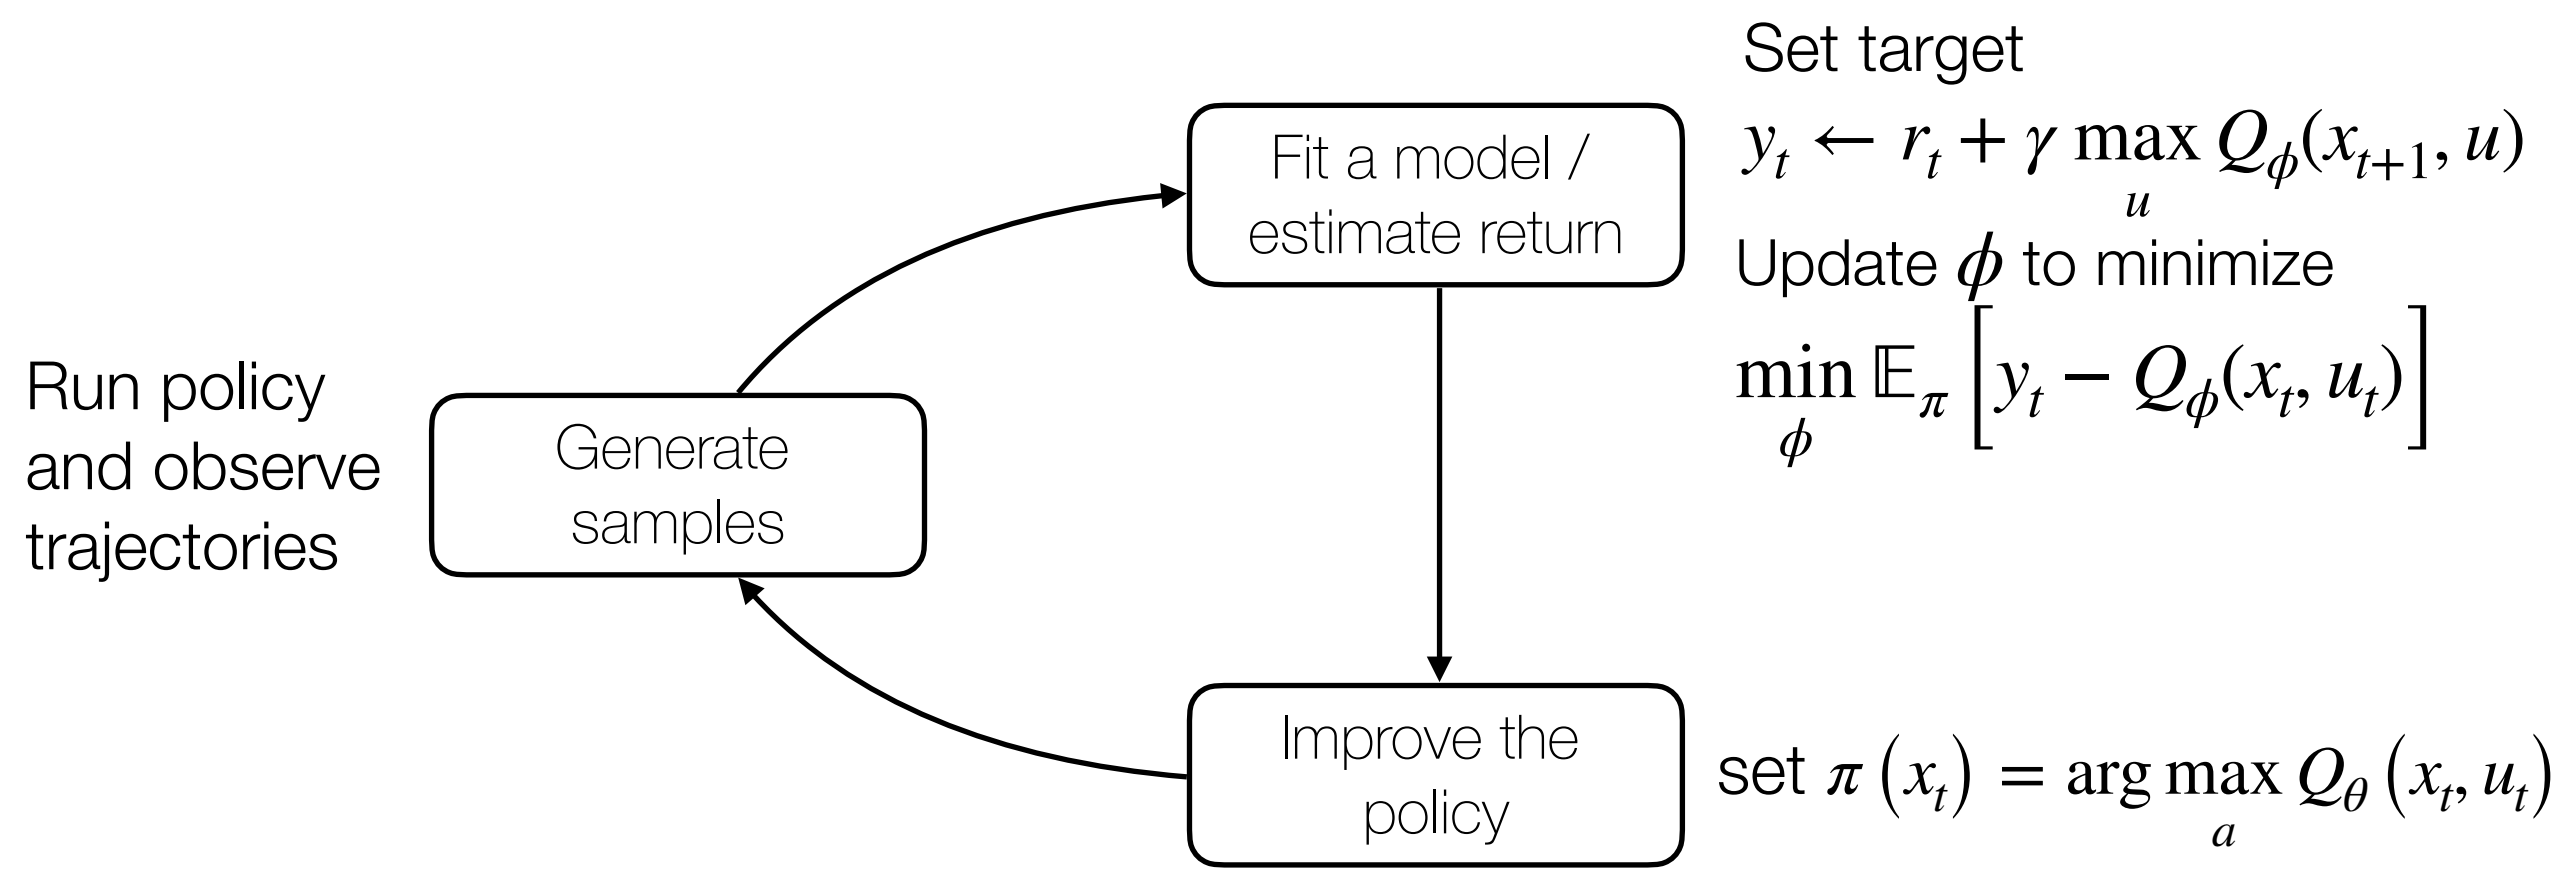 Run policy
and observe
trajectories
Generate
samples
Fit a model /
estimate return
Set target
y_t ← r_t + γ max_u Q_ϕ(x_{t+1}, u)
Update ϕ to minimize
min_ϕ 𝔼_π [y_t − Q_ϕ(x_t, u_t)]
Improve the
policy
set π (x_t) = arg max_a Q_θ (x_t, u_t)